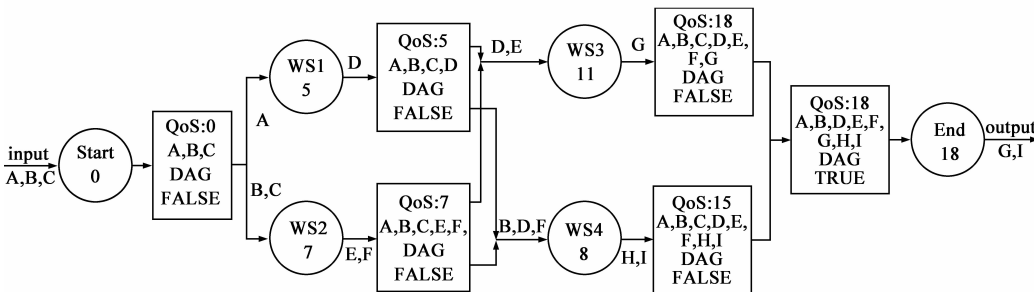 input
A,B,C
Start
0
QoS:0
A,B,C
DAG
FALSE
A
B,C
WS1
5
D
QoS:5
A,B,C,D
DAG
FALSE
WS2
7
E,F
QoS:7
A,B,C,E,F,
DAG
FALSE
D,E
WS3
11
G
QoS:18
A,B,C,D,E,
F,G
DAG
FALSE
B,D,F
WS4
8
H,I
QoS:15
A,B,C,D,E,
F,H,I
DAG
FALSE
QoS:18
A,B,D,E,F,
G,H,I
DAG
TRUE
End
18
output
G,I